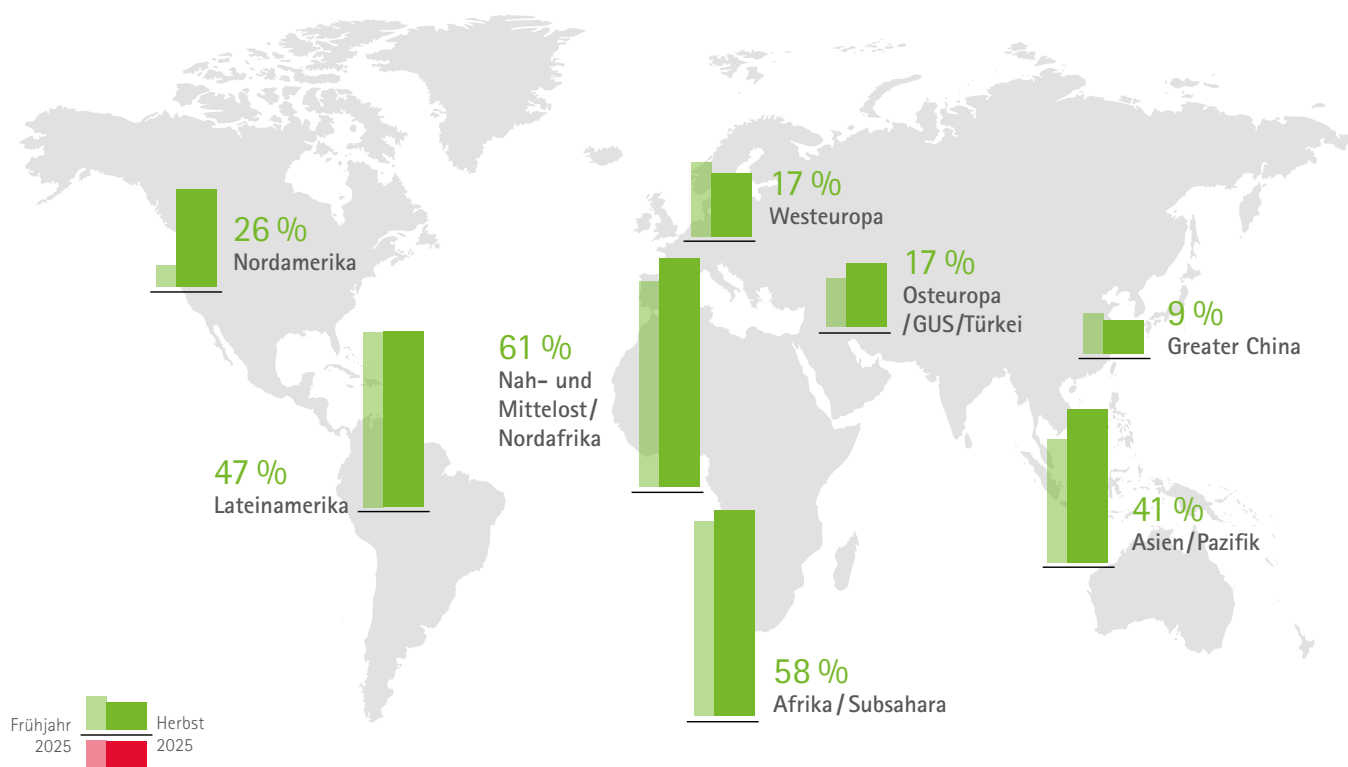 17 %
Westeuropa
26 %
Nordamerika
17 %
Osteuropa
/GUS/Türkei
9 %
Greater China
61 %
Nah- und
Mittelost/
Nordafrika
47 %
Lateinamerika
41 %
Asien/Pazifik
58 %
Afrika/Subsahara
Frühjahr
2025
Herbst
2025